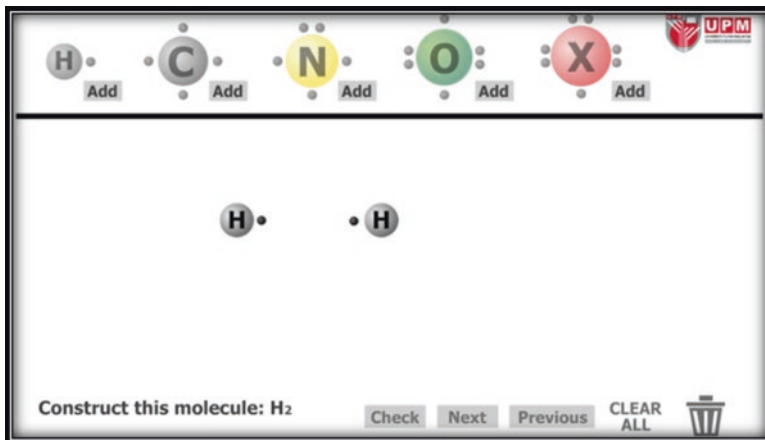 H C N O X
UPM
Add Add Add Add Add
H H
Construct this molecule: H₂
Check Next Previous CLEAR ALL